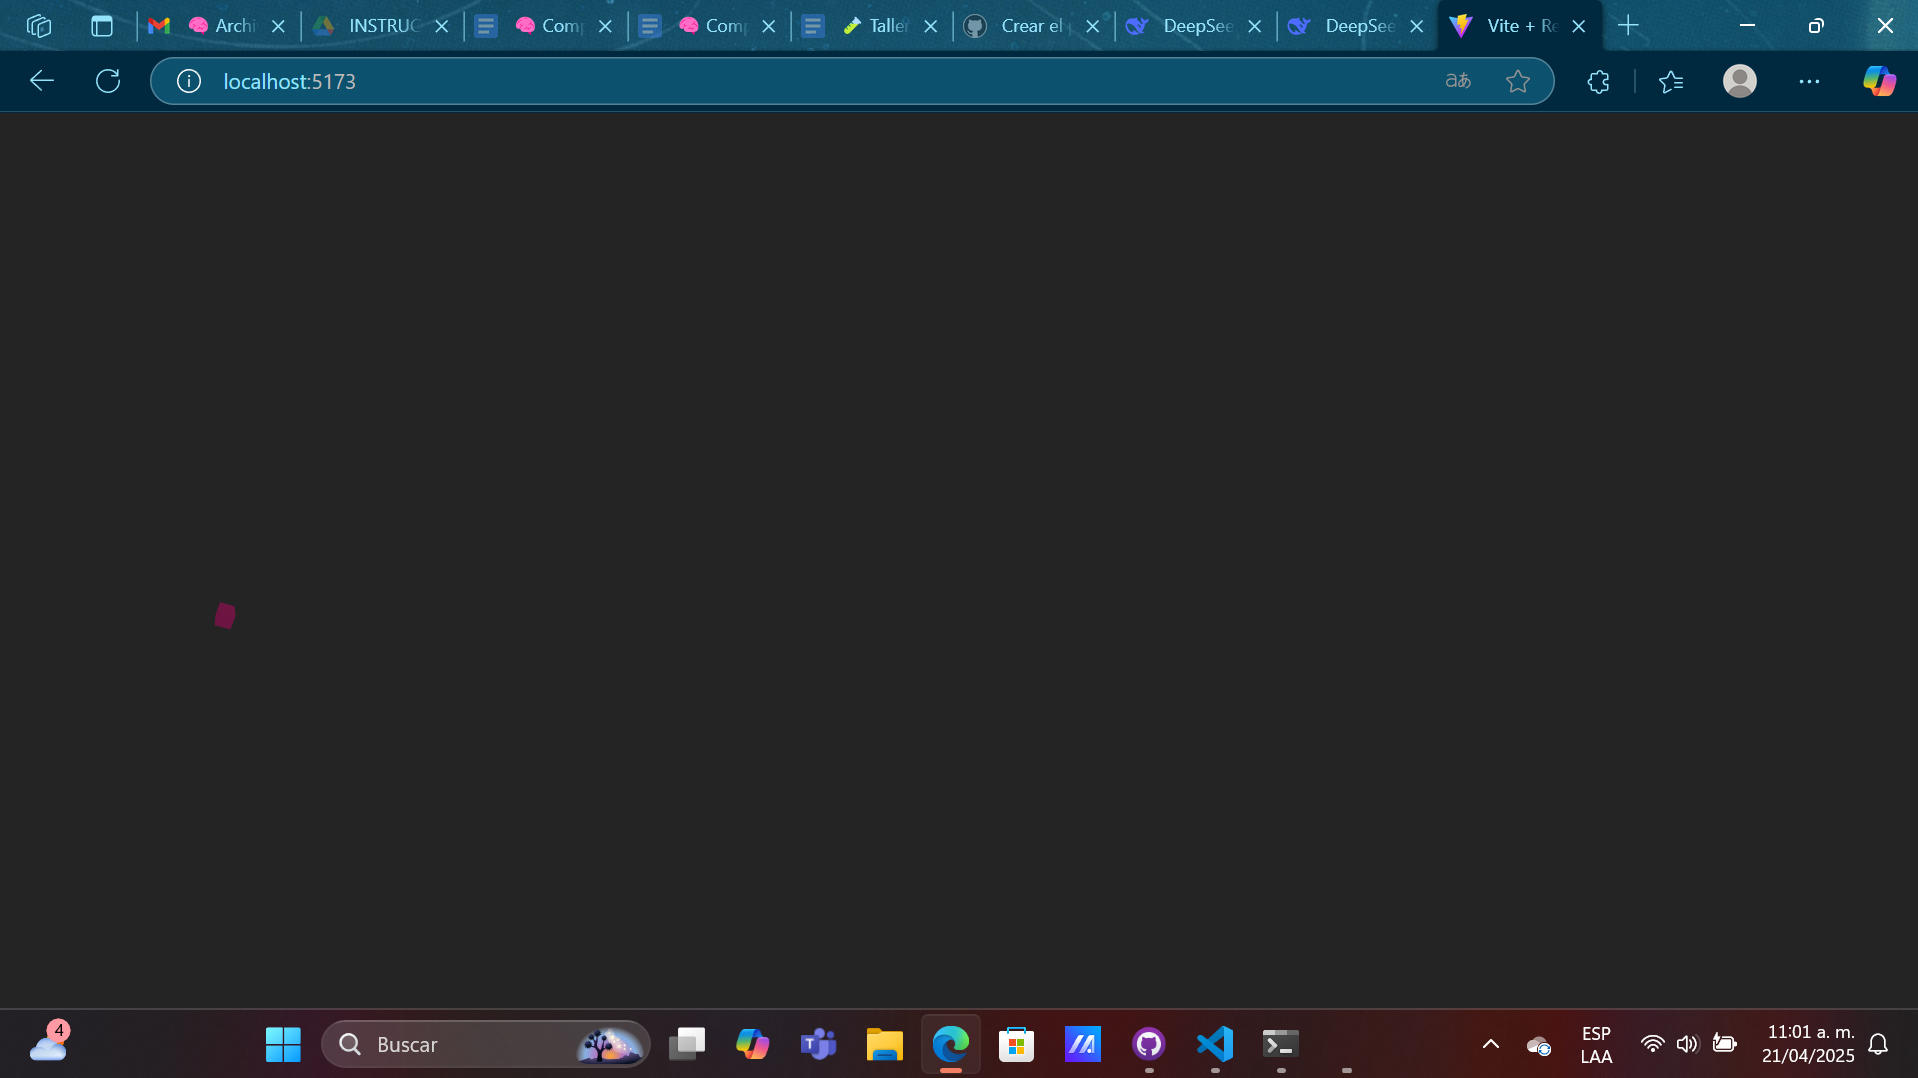 Archi
INSTRUC
Comp
Comp
Taller
Crear el p
DeepSee
DeepSee
Vite + Re
localhost:5173
4
Buscar
ESP
LAA
11:01 a. m.
21/04/2025